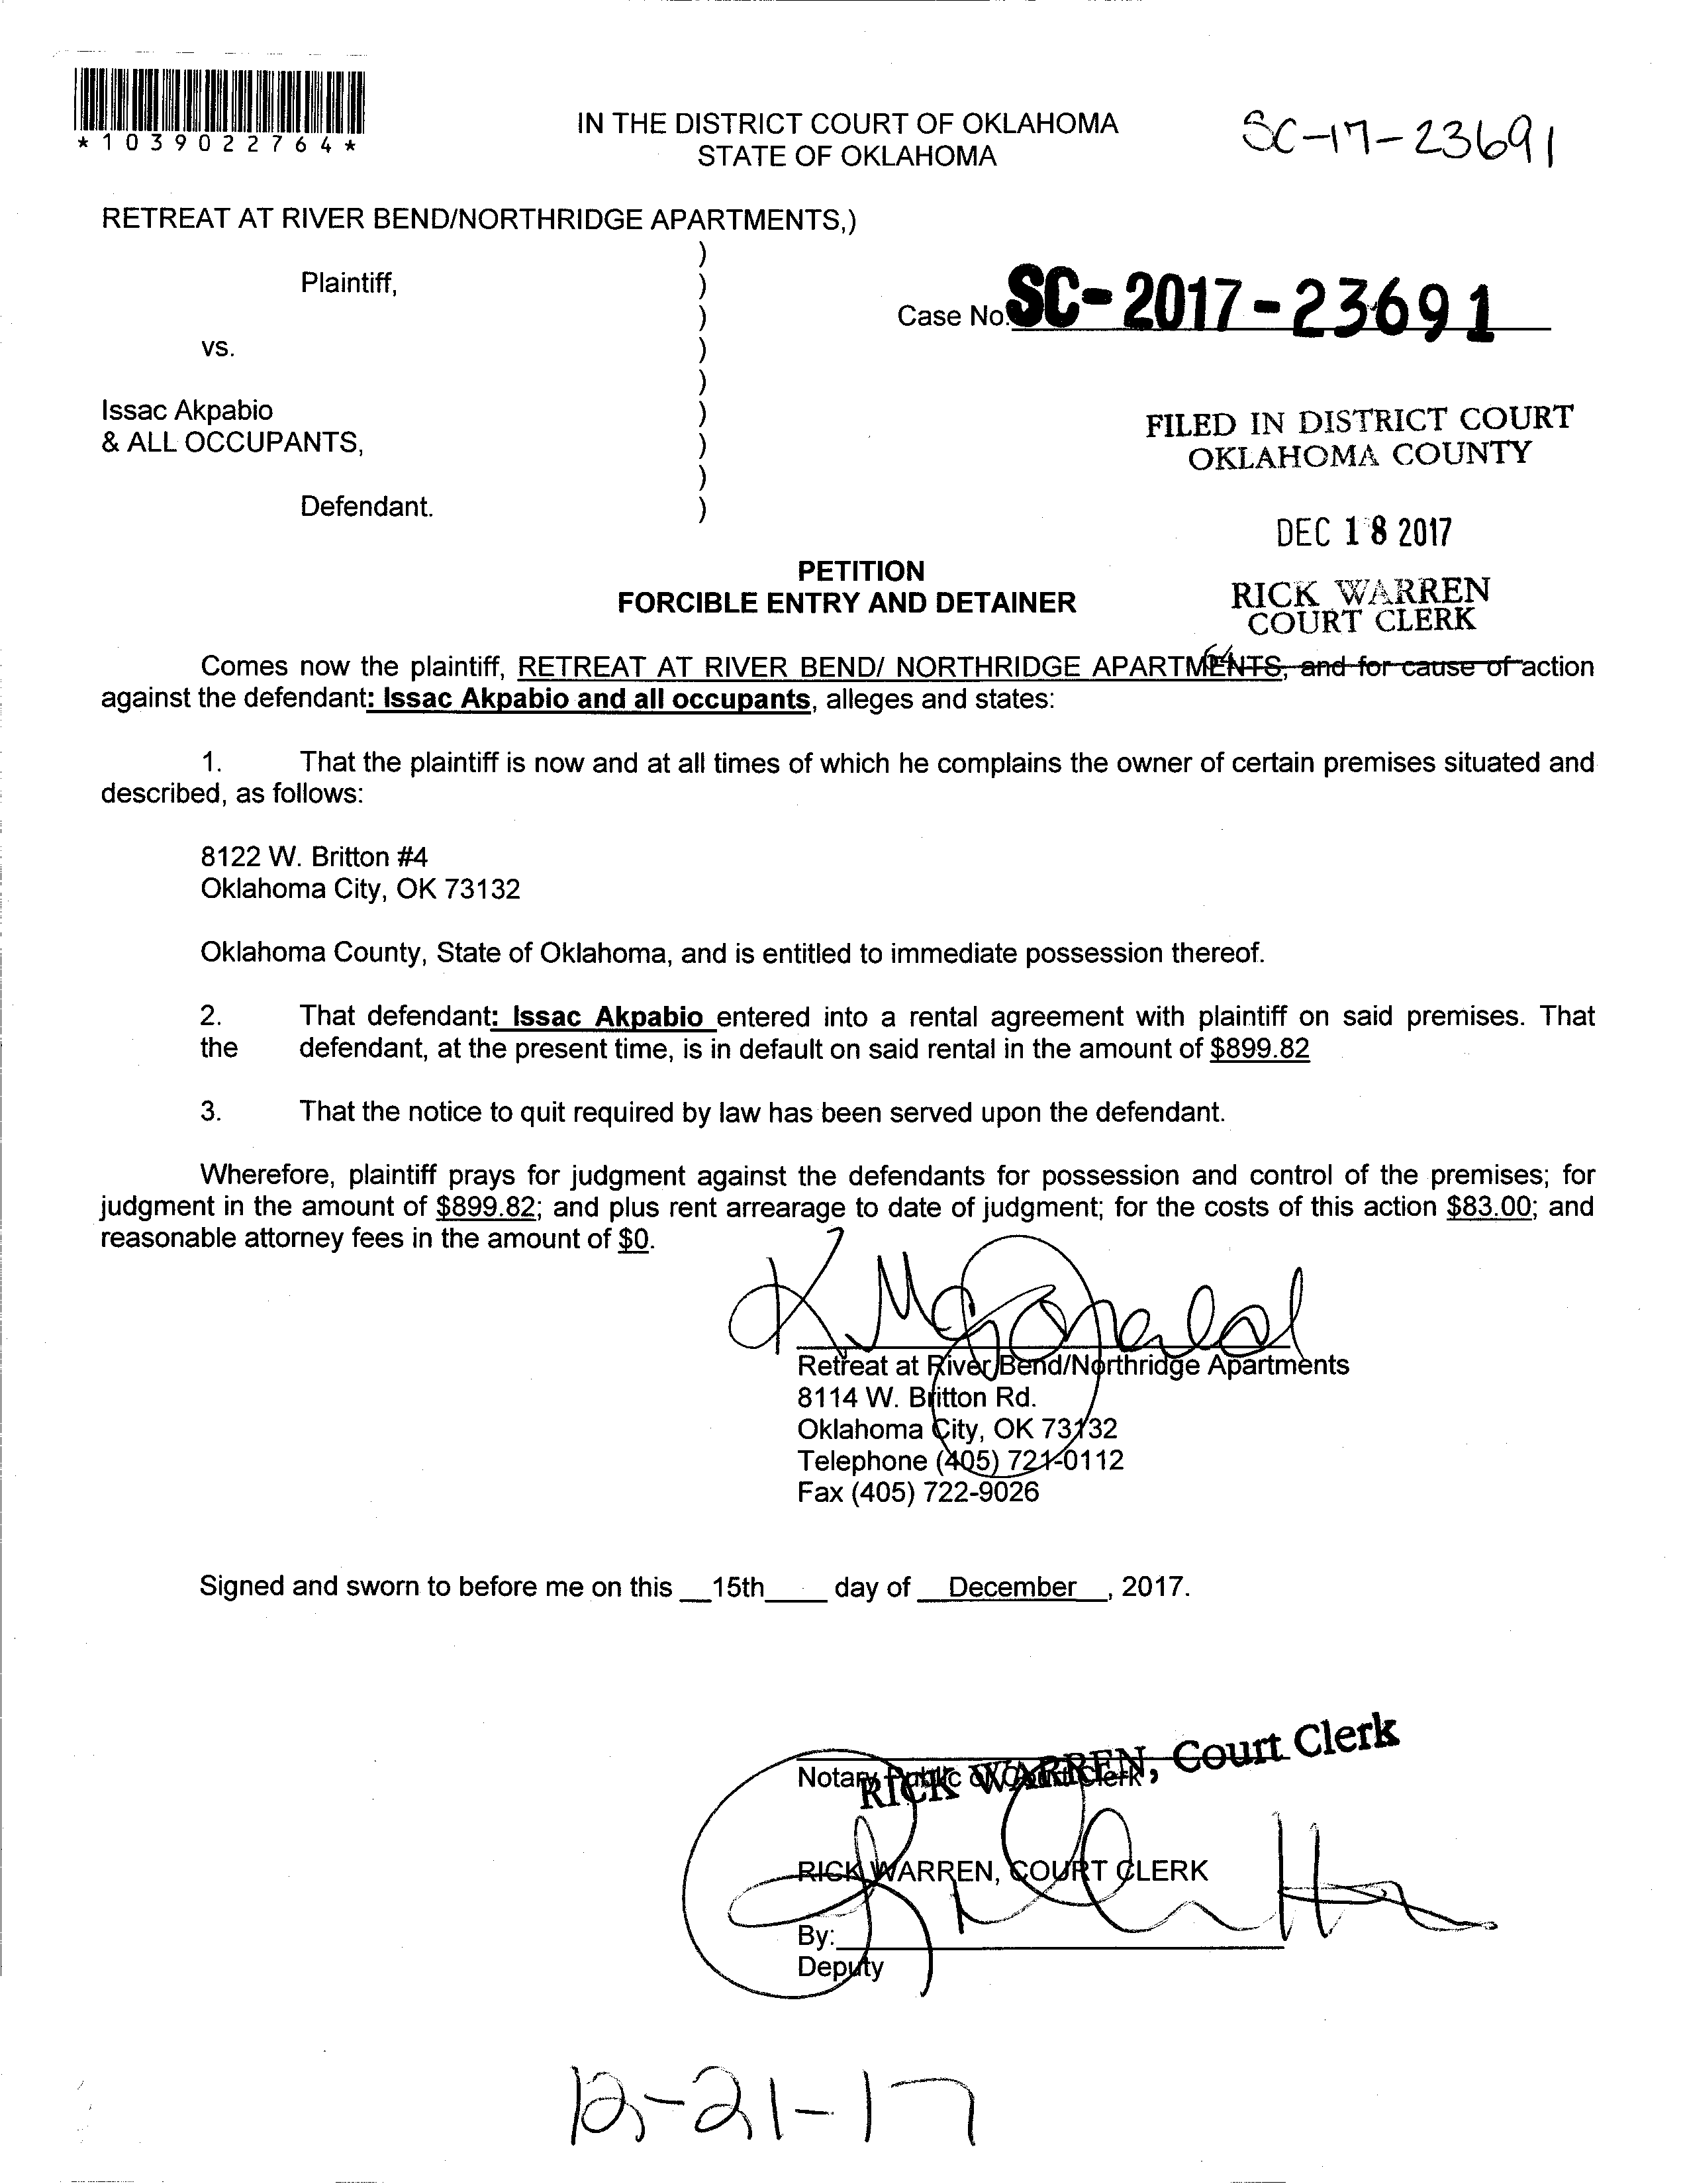 *1039022764*
IN THE DISTRICT COURT OF OKLAHOMA
STATE OF OKLAHOMA
SC-17-23691
RETREAT AT RIVER BEND/NORTHRIDGE APARTMENTS,)
)
Plaintiff, )
Case No. SC-2017-23691
)
vs. )
)
Issac Akpabio )
& ALL OCCUPANTS, )
)
Defendant. )
FILED IN DISTRICT COURT
OKLAHOMA COUNTY
DEC 18 2017
RICK WARREN
COURT CLERK
PETITION
FORCIBLE ENTRY AND DETAINER
64
Comes now the plaintiff, RETREAT AT RIVER BEND/ NORTHRIDGE APARTMENTS, and for cause of action
against the defendant: Issac Akpabio and all occupants, alleges and states:
1. That the plaintiff is now and at all times of which he complains the owner of certain premises situated and
described, as follows:
8122 W. Britton #4
Oklahoma City, OK 73132
Oklahoma County, State of Oklahoma, and is entitled to immediate possession thereof.
2. That defendant: Issac Akpabio entered into a rental agreement with plaintiff on said premises. That
the defendant, at the present time, is in default on said rental in the amount of $899.82
3. That the notice to quit required by law has been served upon the defendant.
Wherefore, plaintiff prays for judgment against the defendants for possession and control of the premises; for
judgment in the amount of $899.82; and plus rent arrearage to date of judgment; for the costs of this action $83.00; and
reasonable attorney fees in the amount of $0.
K McDonald
Retreat at River Bend/Northridge Apartments
8114 W. Britton Rd.
Oklahoma City, OK 73132
Telephone (405) 721-0112
Fax (405) 722-9026
Signed and sworn to before me on this __15th____ day of __December__, 2017.
RICK WARREN, Court Clerk
Notary Public or Court Clerk
RICK WARREN, COURT CLERK
By:
Deputy
12-21-17